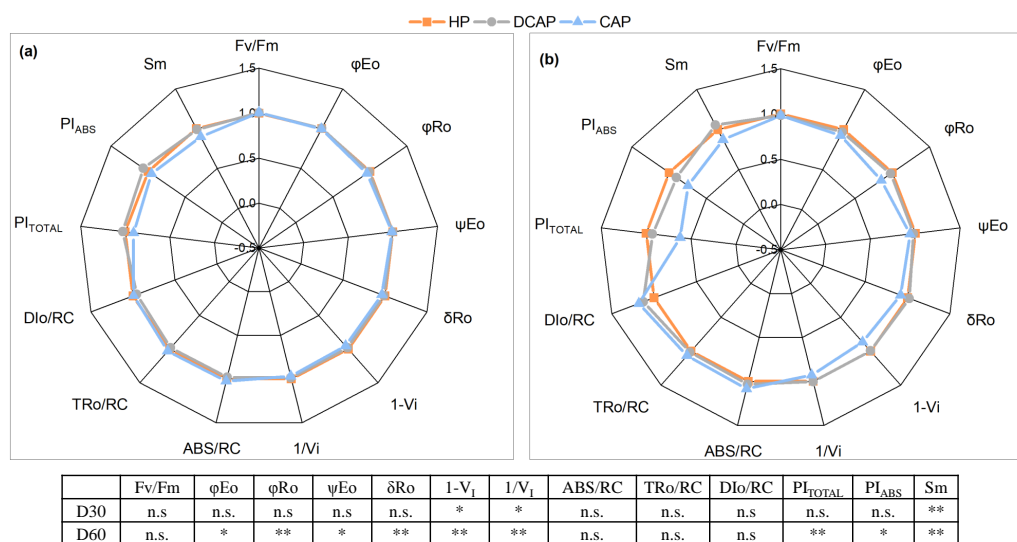 HP DCAP CAP
(a)
Fv/Fm
φEo
φRo
ψEo
δRo
1-Vi
1/Vi
ABS/RC
TRo/RC
DIo/RC
PITOTAL
PIABS
Sm
1.5
1.0
0.5
0.0
-0.5
(b)
Fv/Fm
φEo
φRo
ψEo
δRo
1-Vi
1/Vi
ABS/RC
TRo/RC
DIo/RC
PITOTAL
PIABS
Sm
1.5
1.0
0.5
0.0
-0.5
Fv/Fm φEo φRo ψEo δRo 1-VI 1/VI ABS/RC TRo/RC DIo/RC PITOTAL PIABS Sm
D30 n.s n.s. n.s n.s n.s. * * n.s. n.s. n.s n.s. n.s. **
D60 n.s. * ** * ** ** ** n.s. n.s. n.s ** * **